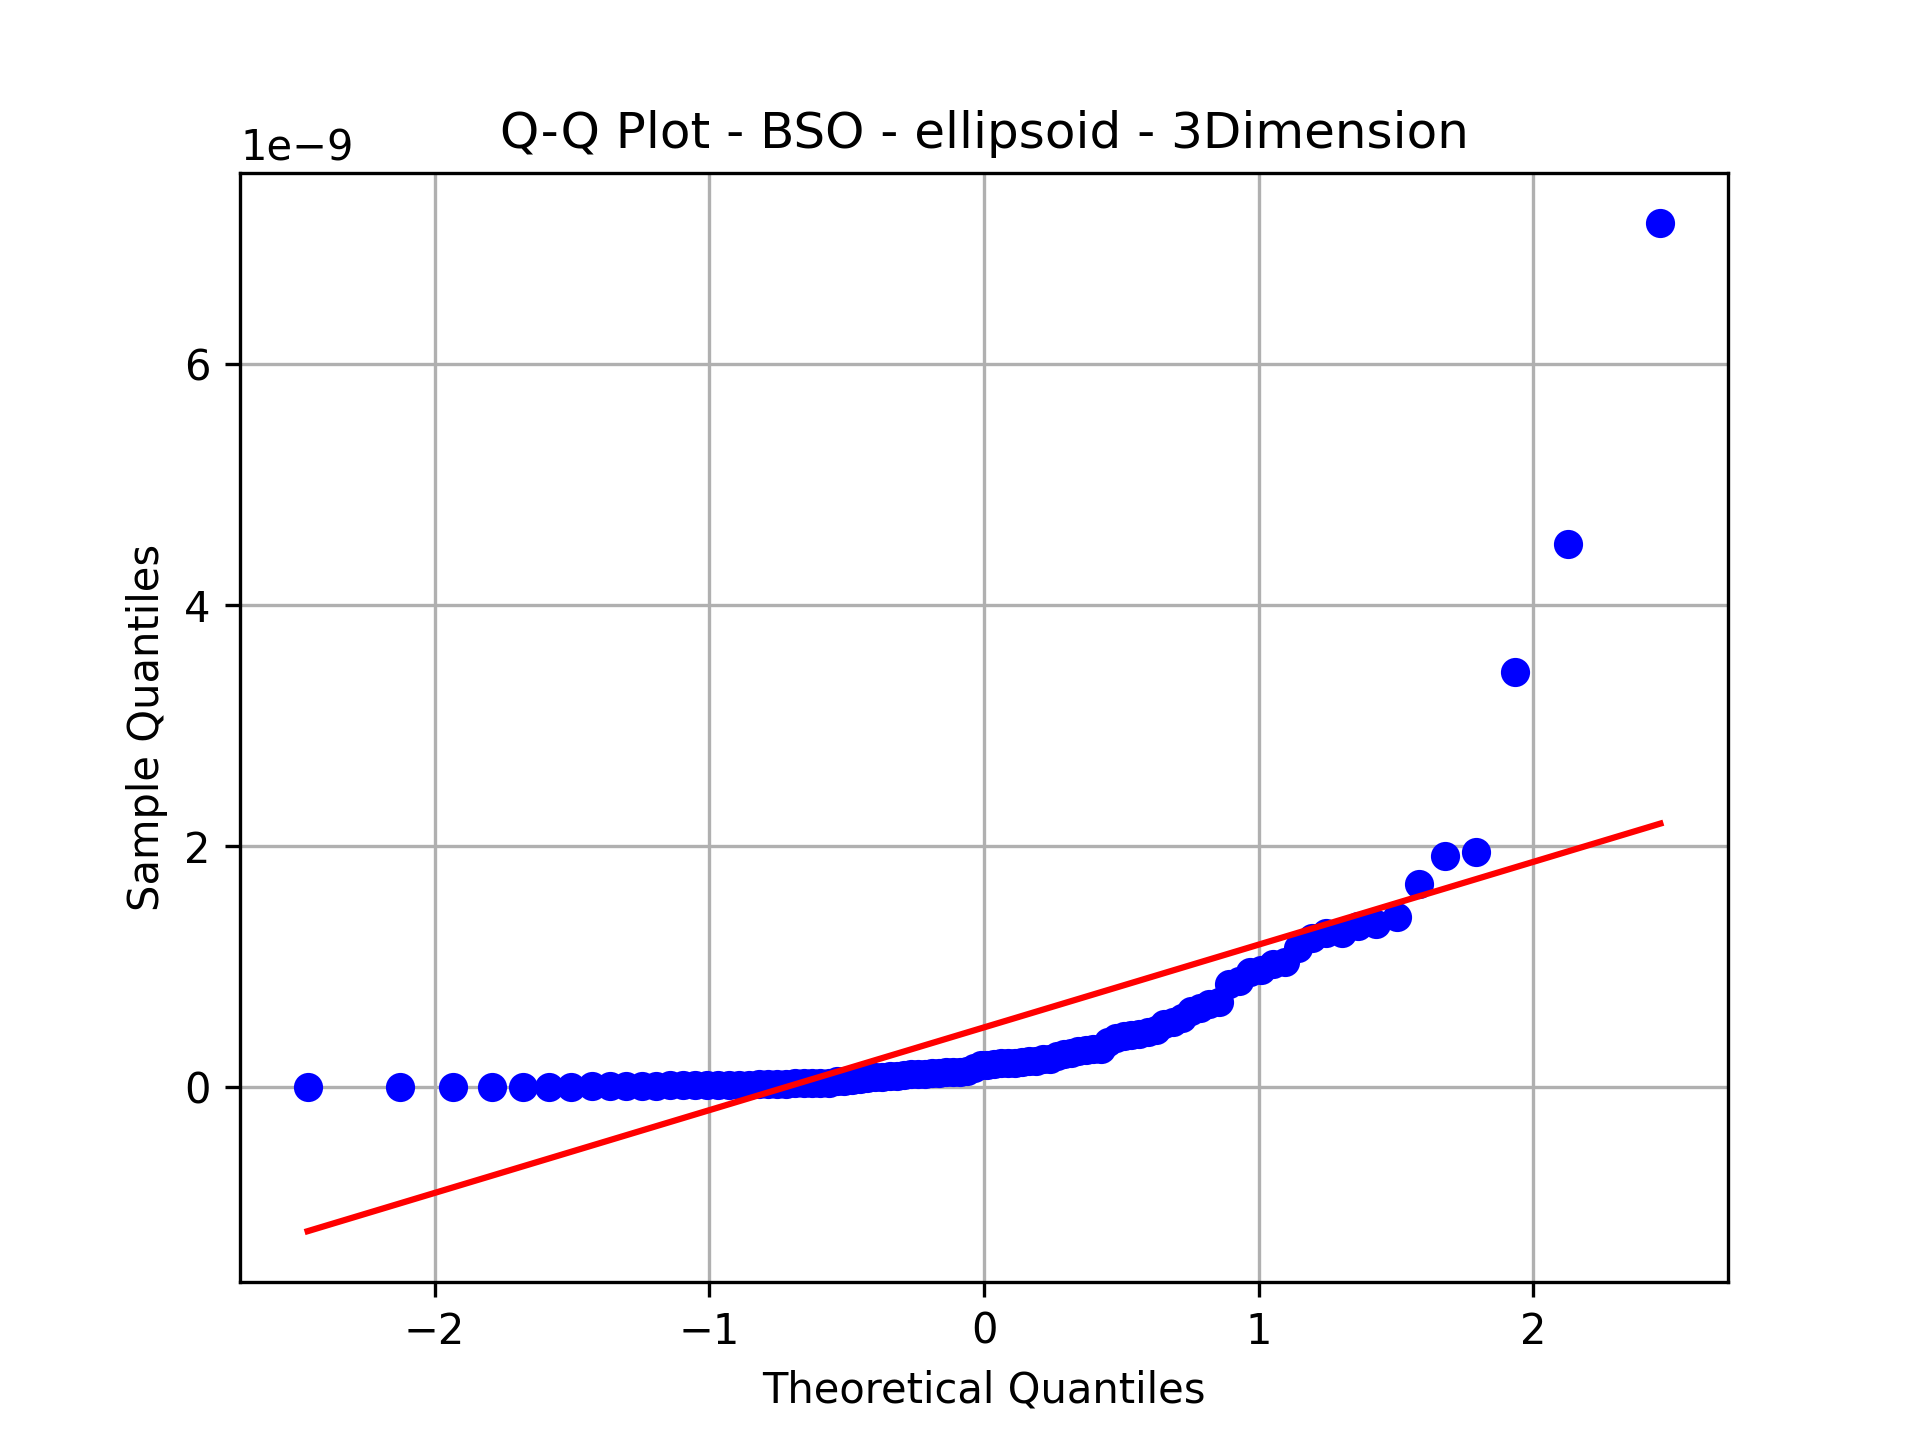 Q-Q Plot - BSO - ellipsoid - 3Dimension
1e−9
6
4
2
0
Sample Quantiles
−2
−1
0
1
2
Theoretical Quantiles